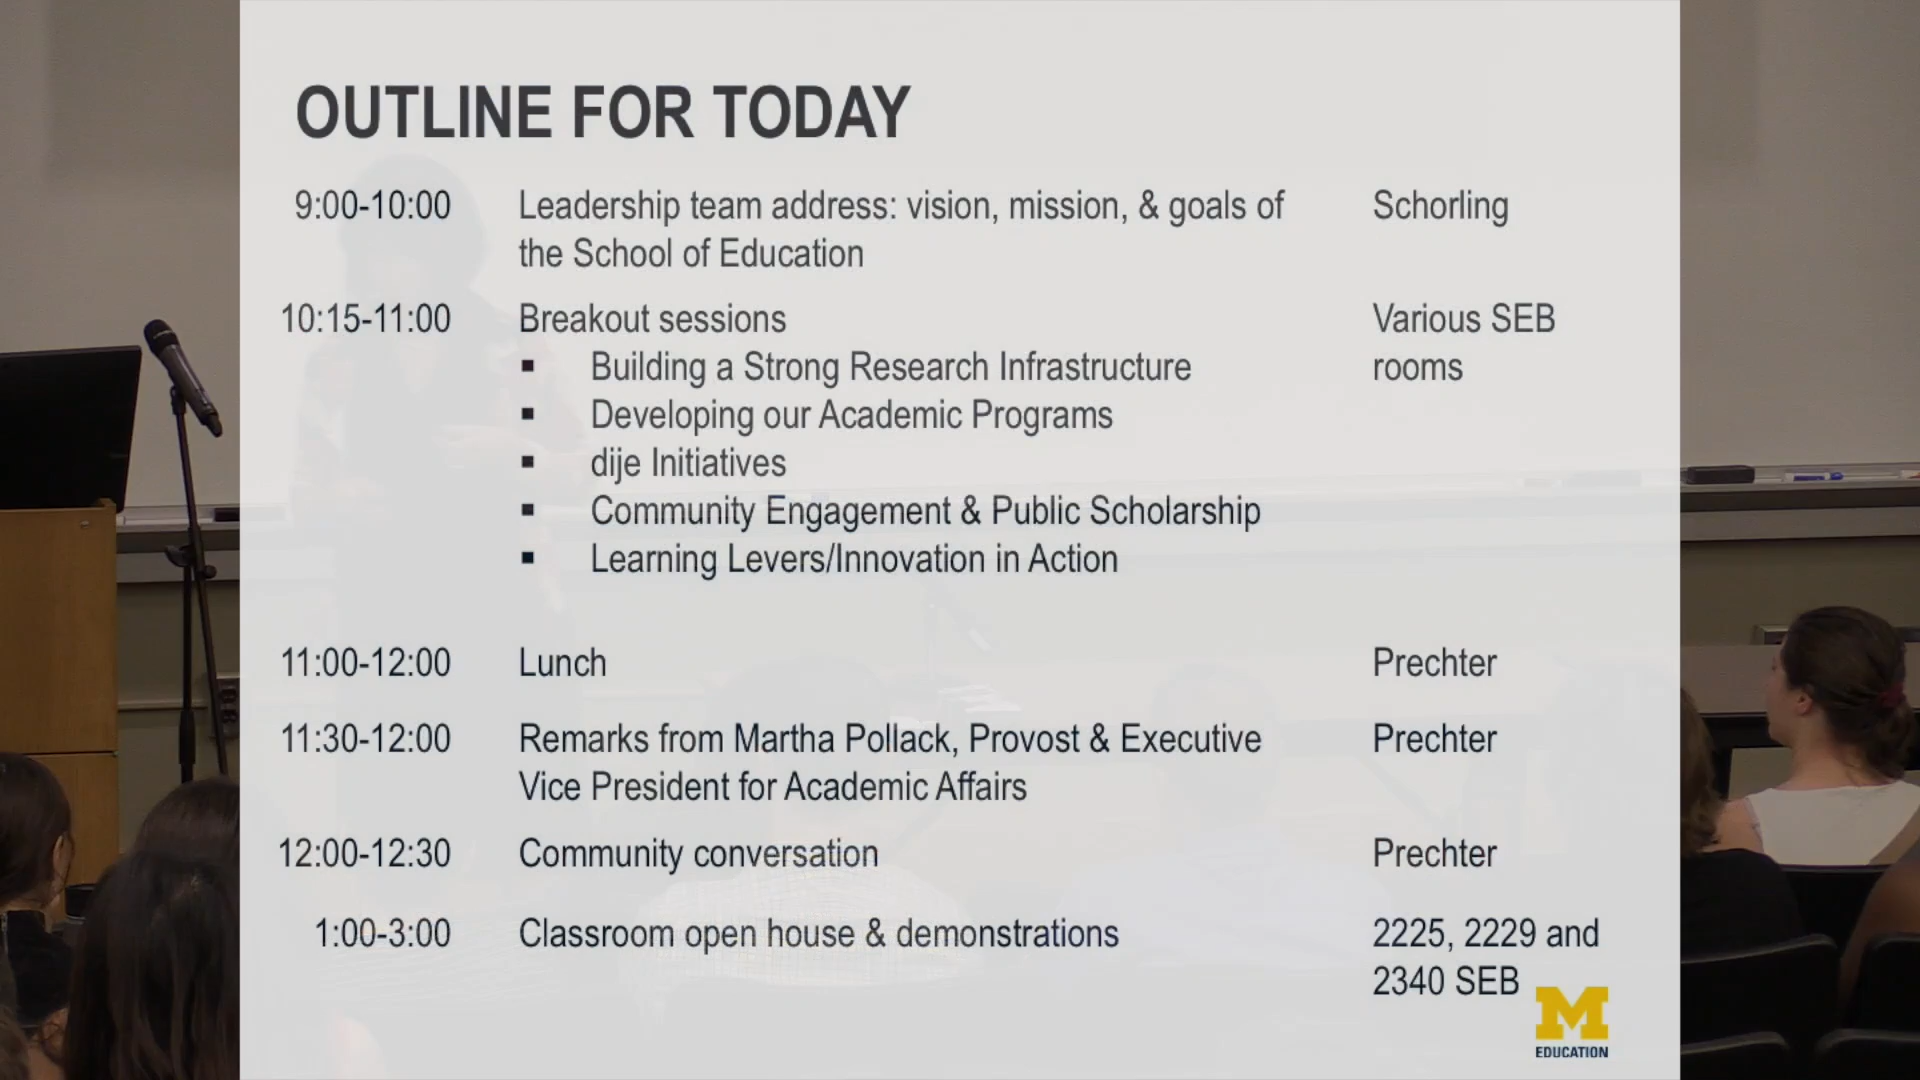 OUTLINE FOR TODAY
9:00-10:00 Leadership team address: vision, mission, & goals of Schorling
the School of Education
10:15-11:00 Breakout sessions Various SEB
▪ Building a Strong Research Infrastructure rooms
▪ Developing our Academic Programs
▪ dije Initiatives
▪ Community Engagement & Public Scholarship
▪ Learning Levers/Innovation in Action
11:00-12:00 Lunch Prechter
11:30-12:00 Remarks from Martha Pollack, Provost & Executive Prechter
Vice President for Academic Affairs
12:00-12:30 Community conversation Prechter
1:00-3:00 Classroom open house & demonstrations 2225, 2229 and
2340 SEB
M
EDUCATION